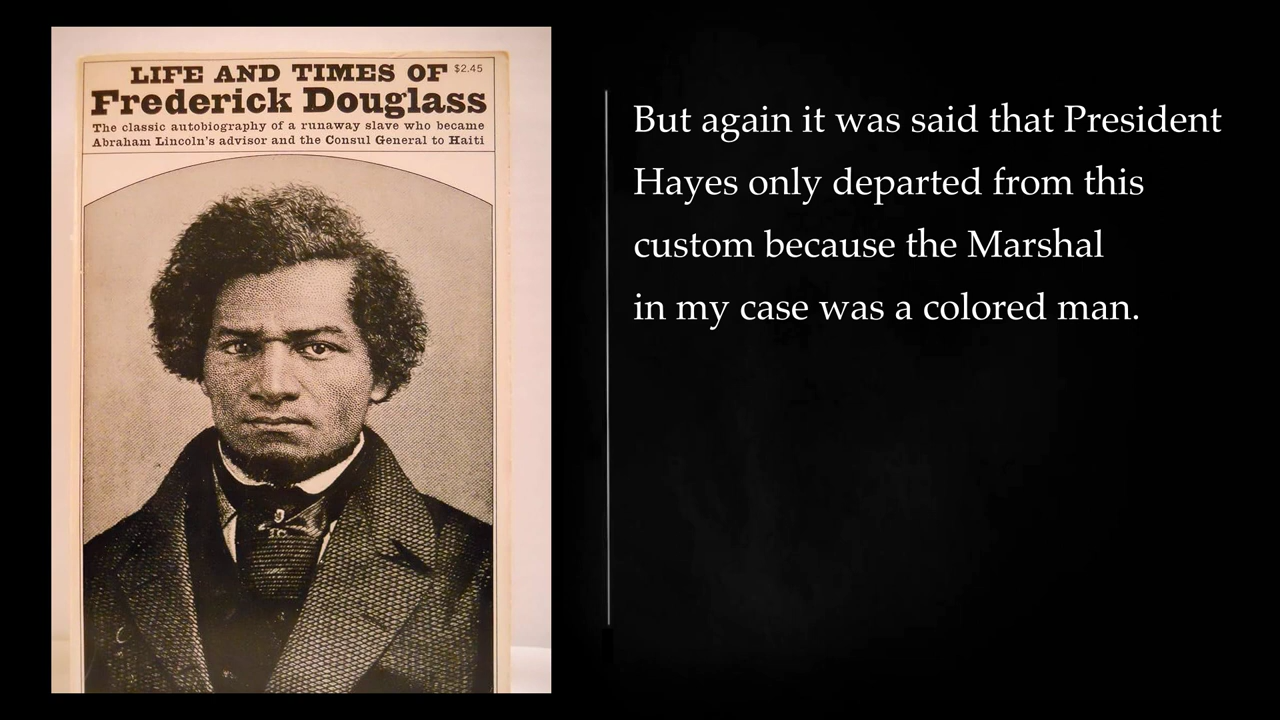 LIFE AND TIMES OF $2.45
Frederick Douglass
The classic autobiography of a runaway slave who became
Abraham Lincoln's advisor and the Consul General to Haiti
But again it was said that President
Hayes only departed from this
custom because the Marshal
in my case was a colored man.